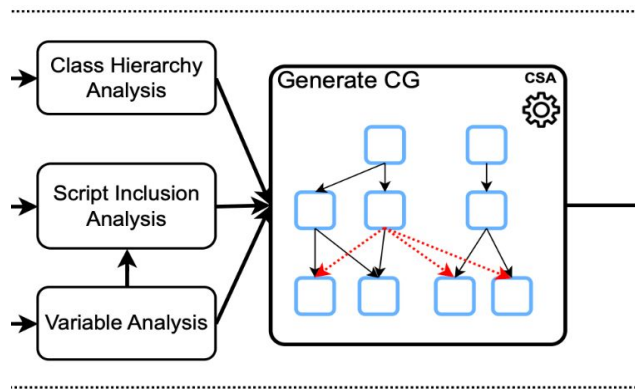 Class Hierarchy
Analysis
Script Inclusion
Analysis
Variable Analysis
Generate CG
CSA